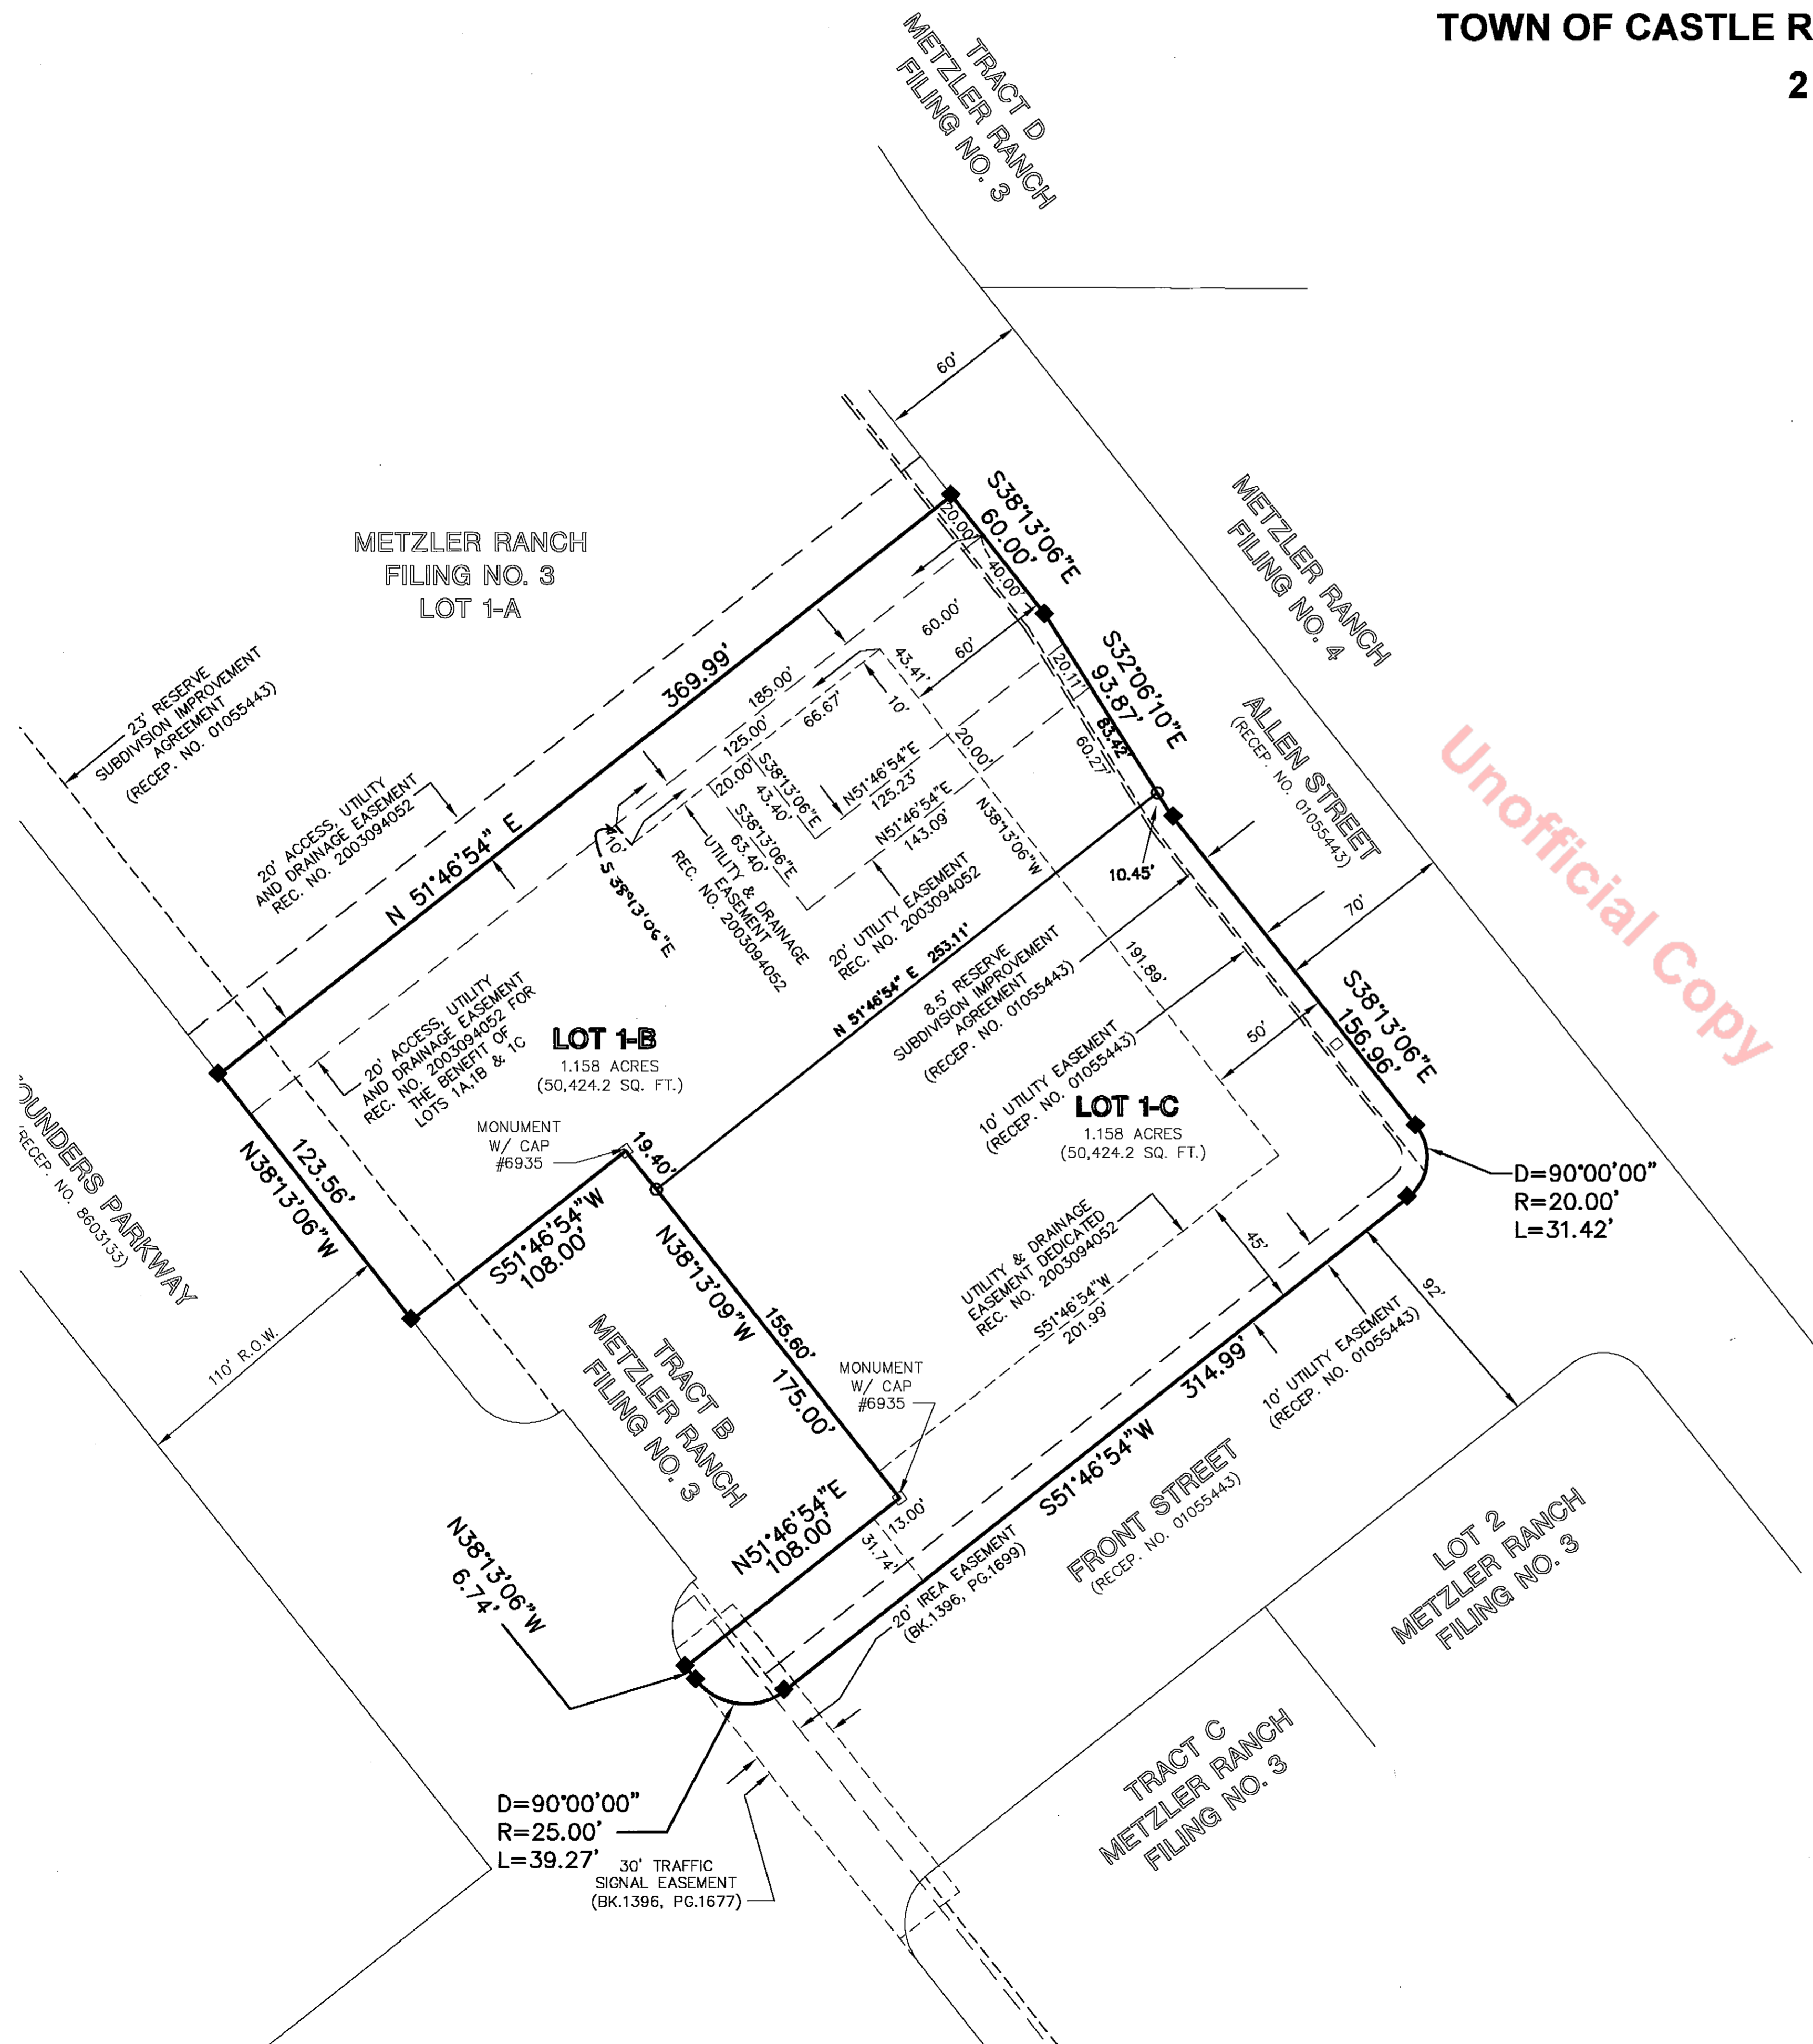 TOWN OF CASTLE R
2
TRACT D
METZLER RANCH
FILING NO. 3
60'
METZLER RANCH
FILING NO. 3
LOT 1-A
S38°13'06"E
60.00'
20.00'
40.00'
METZLER RANCH
FILING NO. 4
23' RESERVE
SUBDIVISION IMPROVEMENT
AGREEMENT
(RECEP. NO. 01055443)
369.99'
N 51°46'54" E
60.00'
60'
43.41'
185.00'
125.00'
66.67'
10'
20.11'
S32°06'10"E
93.87'
83.42'
60.27'
ALLEN STREET
(RECEP. NO. 01055443)
Unofficial Copy
20' ACCESS, UTILITY
AND DRAINAGE EASEMENT
REC. NO. 2003094052
20.00'
S38°13'06"E
43.40'
S38°13'06"E
63.40'
N51°46'54"E
125.23'
20.00'
N51°46'54"E
143.09'
N38°13'06"W
10'
S 38°13'06"E
UTILITY & DRAINAGE
EASEMENT
REC. NO. 2003094052
20' UTILITY EASEMENT
REC. NO. 2003094052
10.45'
70'
N 51°46'54" E 253.11'
8.5' RESERVE
SUBDIVISION IMPROVEMENT
AGREEMENT
(RECEP. NO. 01055443)
191.89'
20' ACCESS, UTILITY
AND DRAINAGE EASEMENT
REC. NO. 2003094052 FOR
THE BENEFIT OF
LOTS 1A,1B & 1C
LOT 1-B
1.158 ACRES
(50,424.2 SQ. FT.)
50'
S38°13'06"E
156.96'
10' UTILITY EASEMENT
(RECEP. NO. 01055443)
LOT 1-C
1.158 ACRES
(50,424.2 SQ. FT.)
OUNDERS PARKWAY
(RECEP. NO. 8603133)
123.56'
N38°13'06"W
MONUMENT
W/ CAP
#6935
19.40'
S51°46'54"W
108.00'
D=90°00'00"
R=20.00'
L=31.42'
N38°13'09"W
155.60'
175.00'
UTILITY & DRAINAGE
EASEMENT DEDICATED
REC. NO. 2003094052
S51°46'54"W
201.99'
45'
92'
110' R.O.W.
TRACT B
METZLER RANCH
FILING NO. 3
MONUMENT
W/ CAP
#6935
314.99'
S51°46'54"W
10' UTILITY EASEMENT
(RECEP. NO. 01055443)
FRONT STREET
(RECEP. NO. 01055443)
LOT 2
METZLER RANCH
FILING NO. 3
N51°46'54"E
108.00'
13.00'
31.74'
20' IREA EASEMENT
(BK.1396, PG.1699)
N38°13'06"W
6.74'
TRACT C
METZLER RANCH
FILING NO. 3
D=90°00'00"
R=25.00'
L=39.27'
30' TRAFFIC
SIGNAL EASEMENT
(BK.1396, PG.1677)